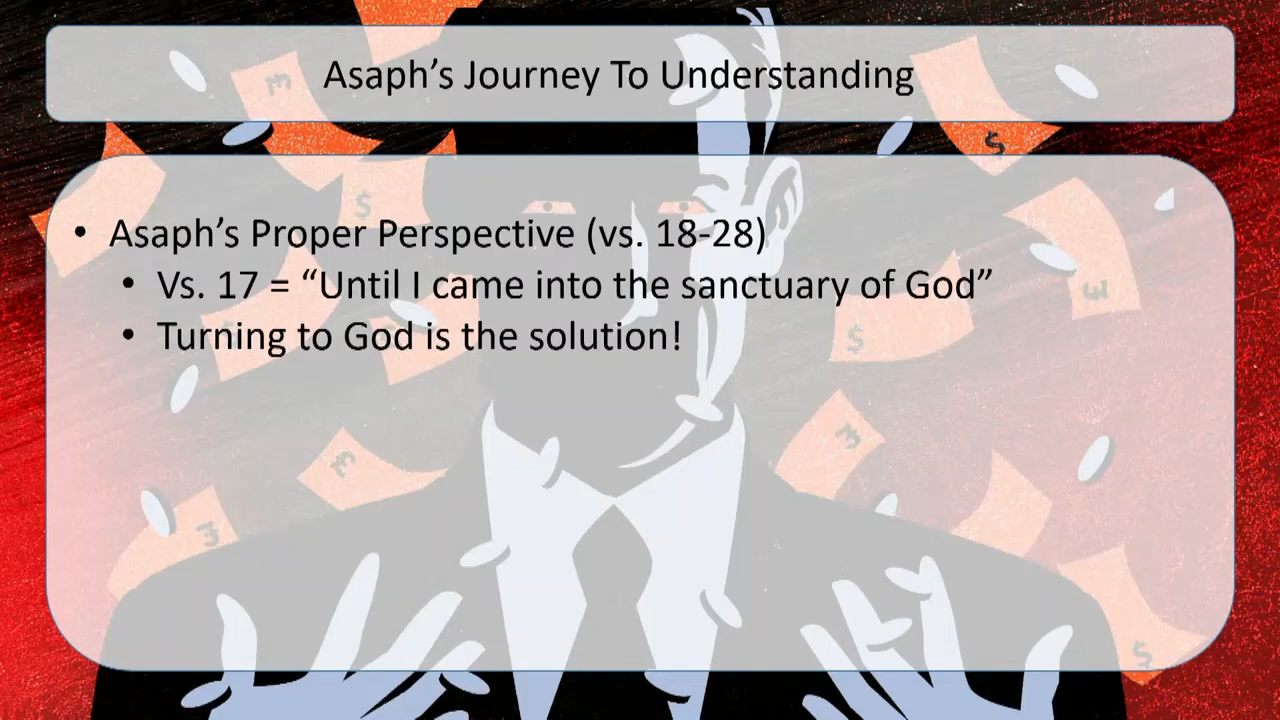 Asaph’s Journey To Understanding
• Asaph’s Proper Perspective (vs. 18-28)
• Vs. 17 = “Until I came into the sanctuary of God”
• Turning to God is the solution!
£
$
$
£
$
£
£
£
$